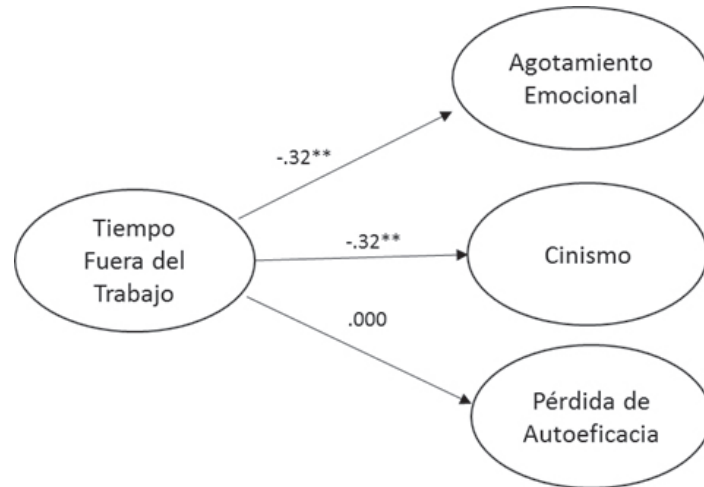 Agotamiento
Emocional
-.32**
Tiempo
Fuera del
Trabajo
-.32**
Cinismo
.000
Pérdida de
Autoeficacia